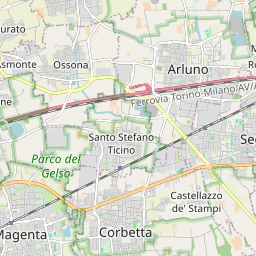 urato
Asmonte
Ossona
Arluno
M
Ro
ne
Ferrovia Torino-Milano AV/A
Santo Stefano
Ticino
Se
Parco del
Gelso
Castellazzo
de' Stampi
Magenta
Corbetta